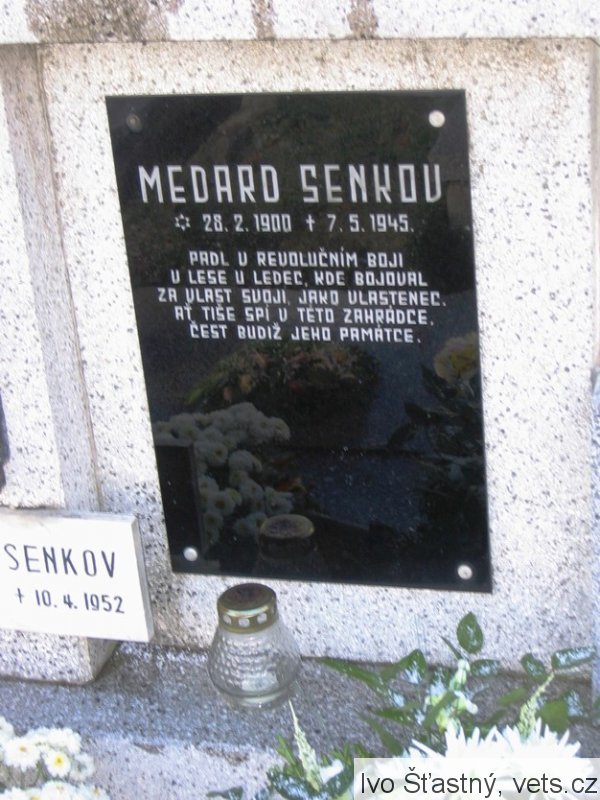 MEDARD SENKOV
✡ 28. 2. 1900 ✝ 7. 5. 1945.
PADL V REVOLUČNÍM BOJI
V LESE U LEDEC, KDE BOJOVAL
ZA VLAST SVOJI, JAKO VLASTENEC.
AŤ TIŠE SPÍ V TÉTO ZAHRÁDCE,
ČEST BUDIŽ JEHO PAMÁTCE.
SENKOV
✝ 10. 4. 1952
Ivo Šťastný, vets.cz